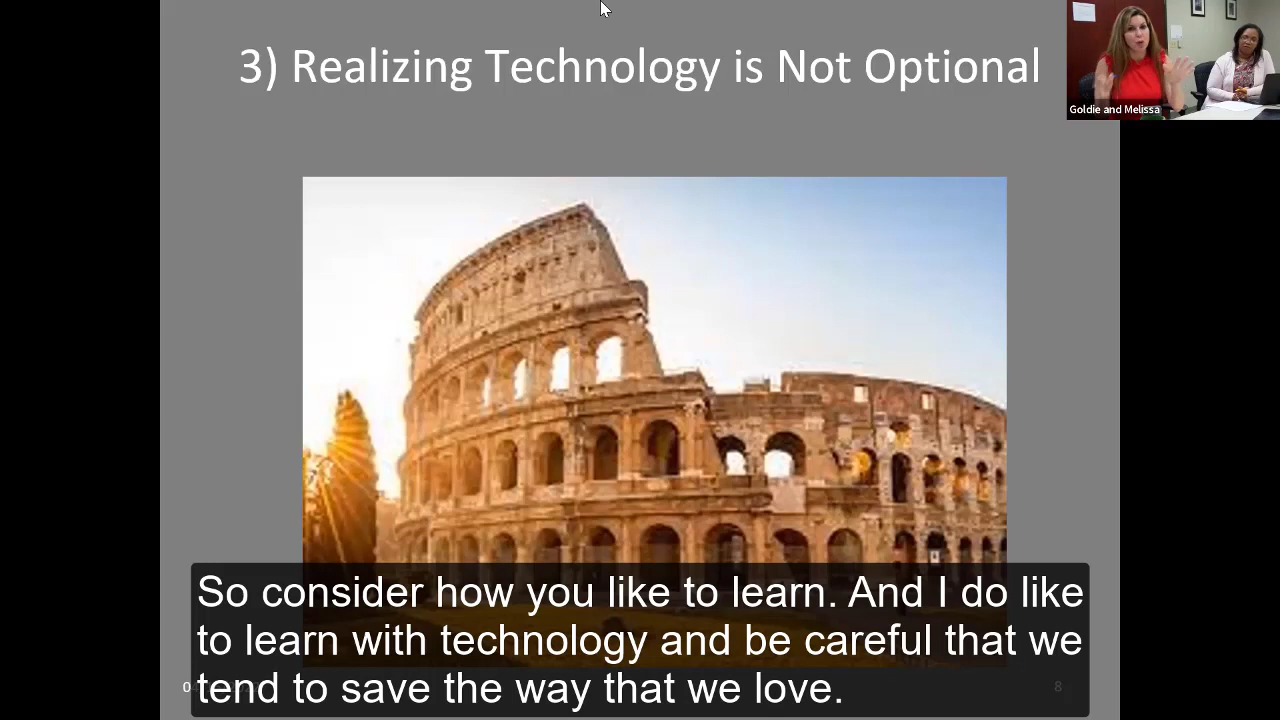 3) Realizing Technology is Not Optional
Goldie and Melissa
So consider how you like to learn. And I do like
to learn with technology and be careful that we
tend to save the way that we love.
8